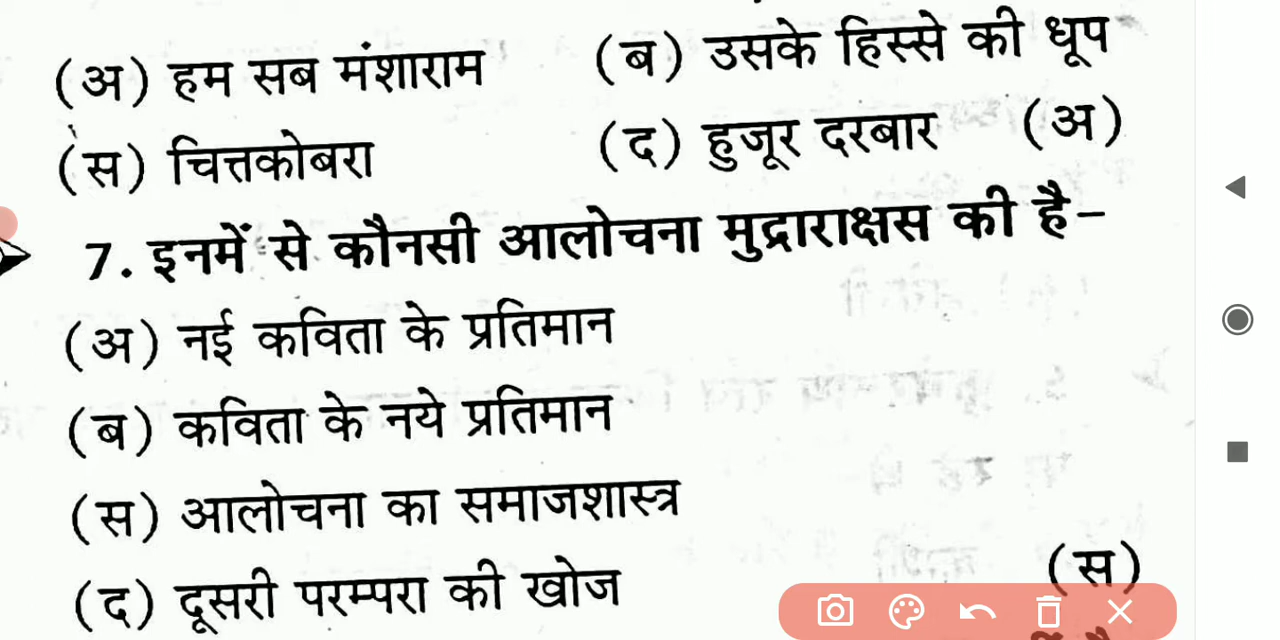 (अ) हम सब मंशाराम (ब) उसके हिस्से की धूप
(स) चित्तकोबरा (द) हुजूर दरबार (अ)
7. इनमें से कौनसी आलोचना मुद्राराक्षस की है–
(अ) नई कविता के प्रतिमान
(ब) कविता के नये प्रतिमान
(स) आलोचना का समाजशास्त्र
(द) दूसरी परम्परा की खोज (स)